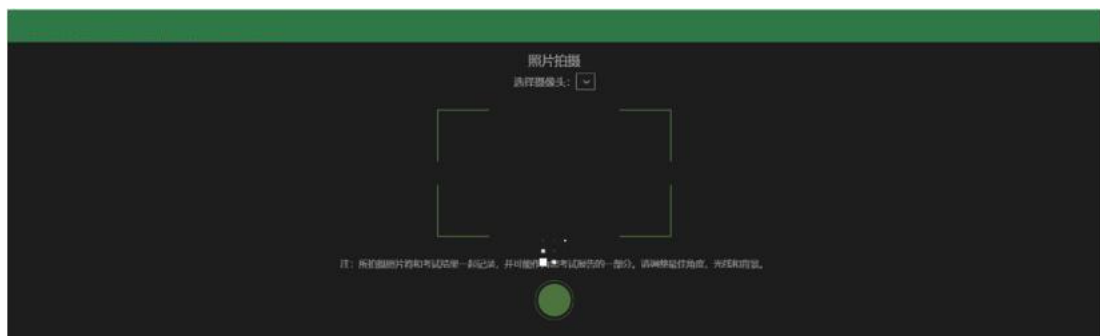 照片拍摄
选择摄像头：
注：所拍摄照片将和考试结果一起记录，并可能作为考试报告的一部分。请调整最佳角度、光线和背景。